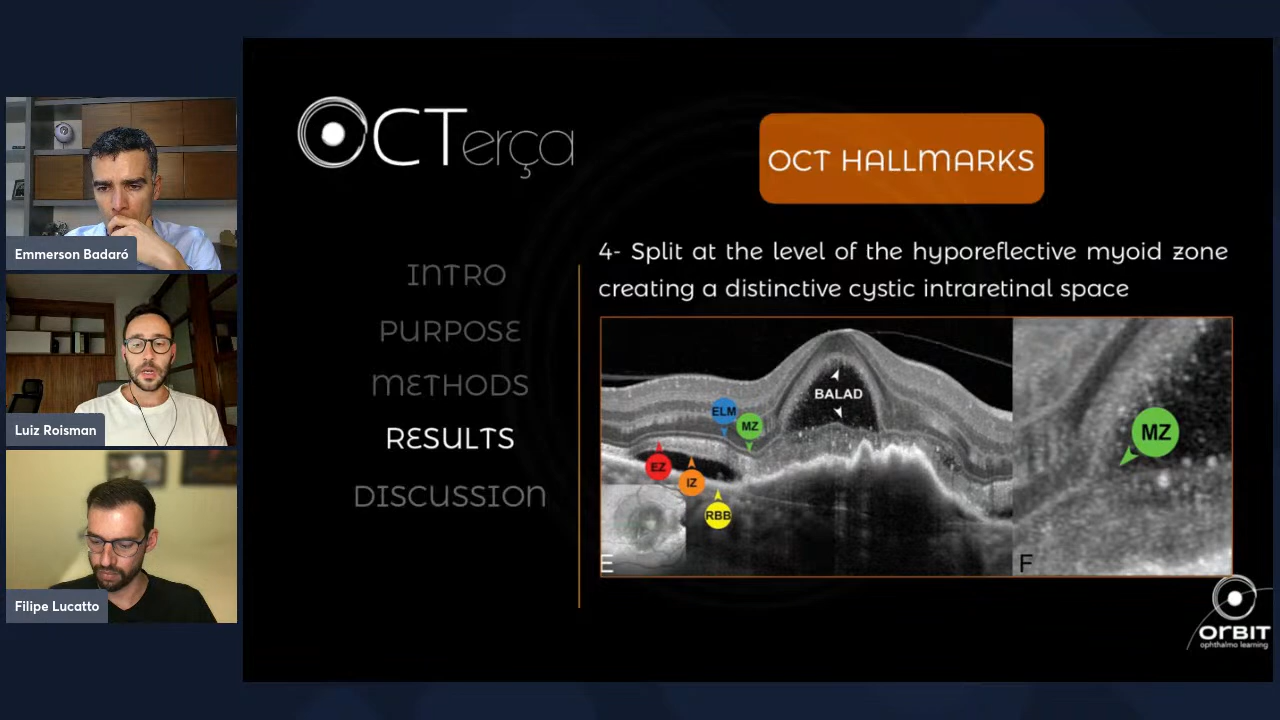 Emmerson Badaró
Luiz Roisman
Filipe Lucatto
OCTerça
INTRO
PURPOSE
METHODS
RESULTS
DISCUSSION
OCT HALLMARKS
4- Split at the level of the hyporeflective myoid zone
creating a distinctive cystic intraretinal space
BALAD
ELM
MZ
EZ
IZ
RBB
E
MZ
F
ORBIT
ophthalmo learning